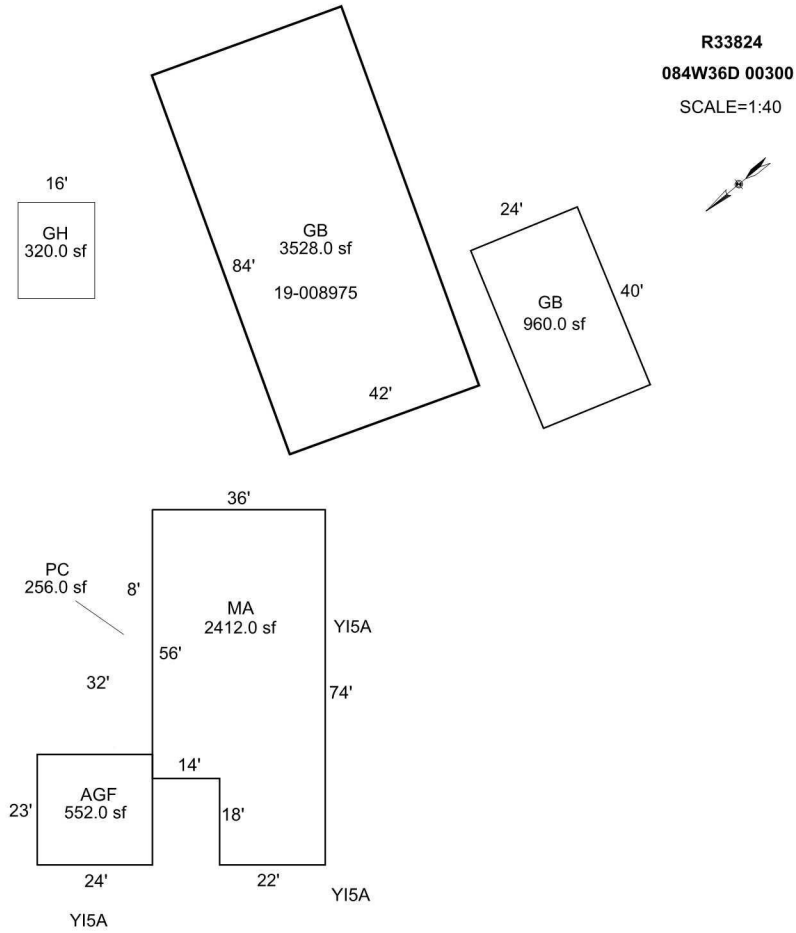 R33824
084W36D 00300
SCALE=1:40
16'
GH
320.0 sf
GB
3528.0 sf
84'
19-008975
42'
24'
GB
960.0 sf
40'
36'
PC
256.0 sf
8'
MA
2412.0 sf
YI5A
56'
32'
74'
14'
AGF
552.0 sf
23'
18'
24'
22'
YI5A
YI5A